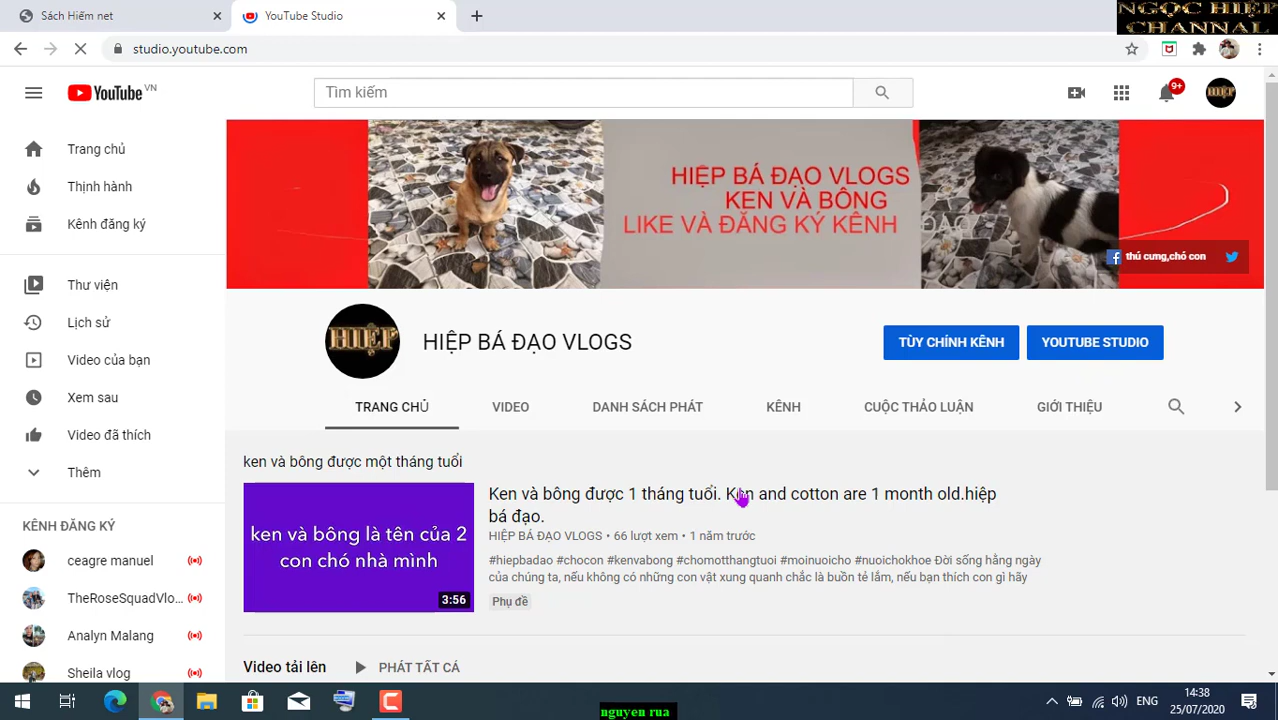 Sách Hiếm net
YouTube Studio
NGỌC HIỆP
CHANNAL
studio.youtube.com
YouTube VN
Tìm kiếm
9+
HIỆP
Trang chủ
Thịnh hành
Kênh đăng ký
Thư viện
Lịch sử
Video của bạn
Xem sau
Video đã thích
Thêm
KÊNH ĐĂNG KÝ
ceagre manuel
TheRoseSquadVlo...
Analyn Malang
Sheila vlog
HIỆP BÁ ĐẠO VLOGS
KEN VÀ BÔNG
LIKE VÀ ĐĂNG KÝ KÊNH
thú cưng,chó con
HIỆP
HIỆP BÁ ĐẠO VLOGS
TÙY CHỈNH KÊNH
YOUTUBE STUDIO
TRANG CHỦ
VIDEO
DANH SÁCH PHÁT
KÊNH
CUỘC THẢO LUẬN
GIỚI THIỆU
ken và bông được một tháng tuổi
ken và bông là tên của 2
con chó nhà mình
3:56
Ken và bông được 1 tháng tuổi. Ken and cotton are 1 month old.hiệp
bá đạo.
HIỆP BÁ ĐẠO VLOGS • 66 lượt xem • 1 năm trước
#hiepbadao #chocon #kenvabong #chomotthangtuoi #moinuoicho #nuoichokhoe Đời sống hằng ngày
của chúng ta, nếu không có những con vật xung quanh chắc là buồn tẻ lắm, nếu bạn thích con gì hãy
Phụ đề
Video tải lên
PHÁT TẤT CẢ
ENG
14:38
25/07/2020
nguyen rua